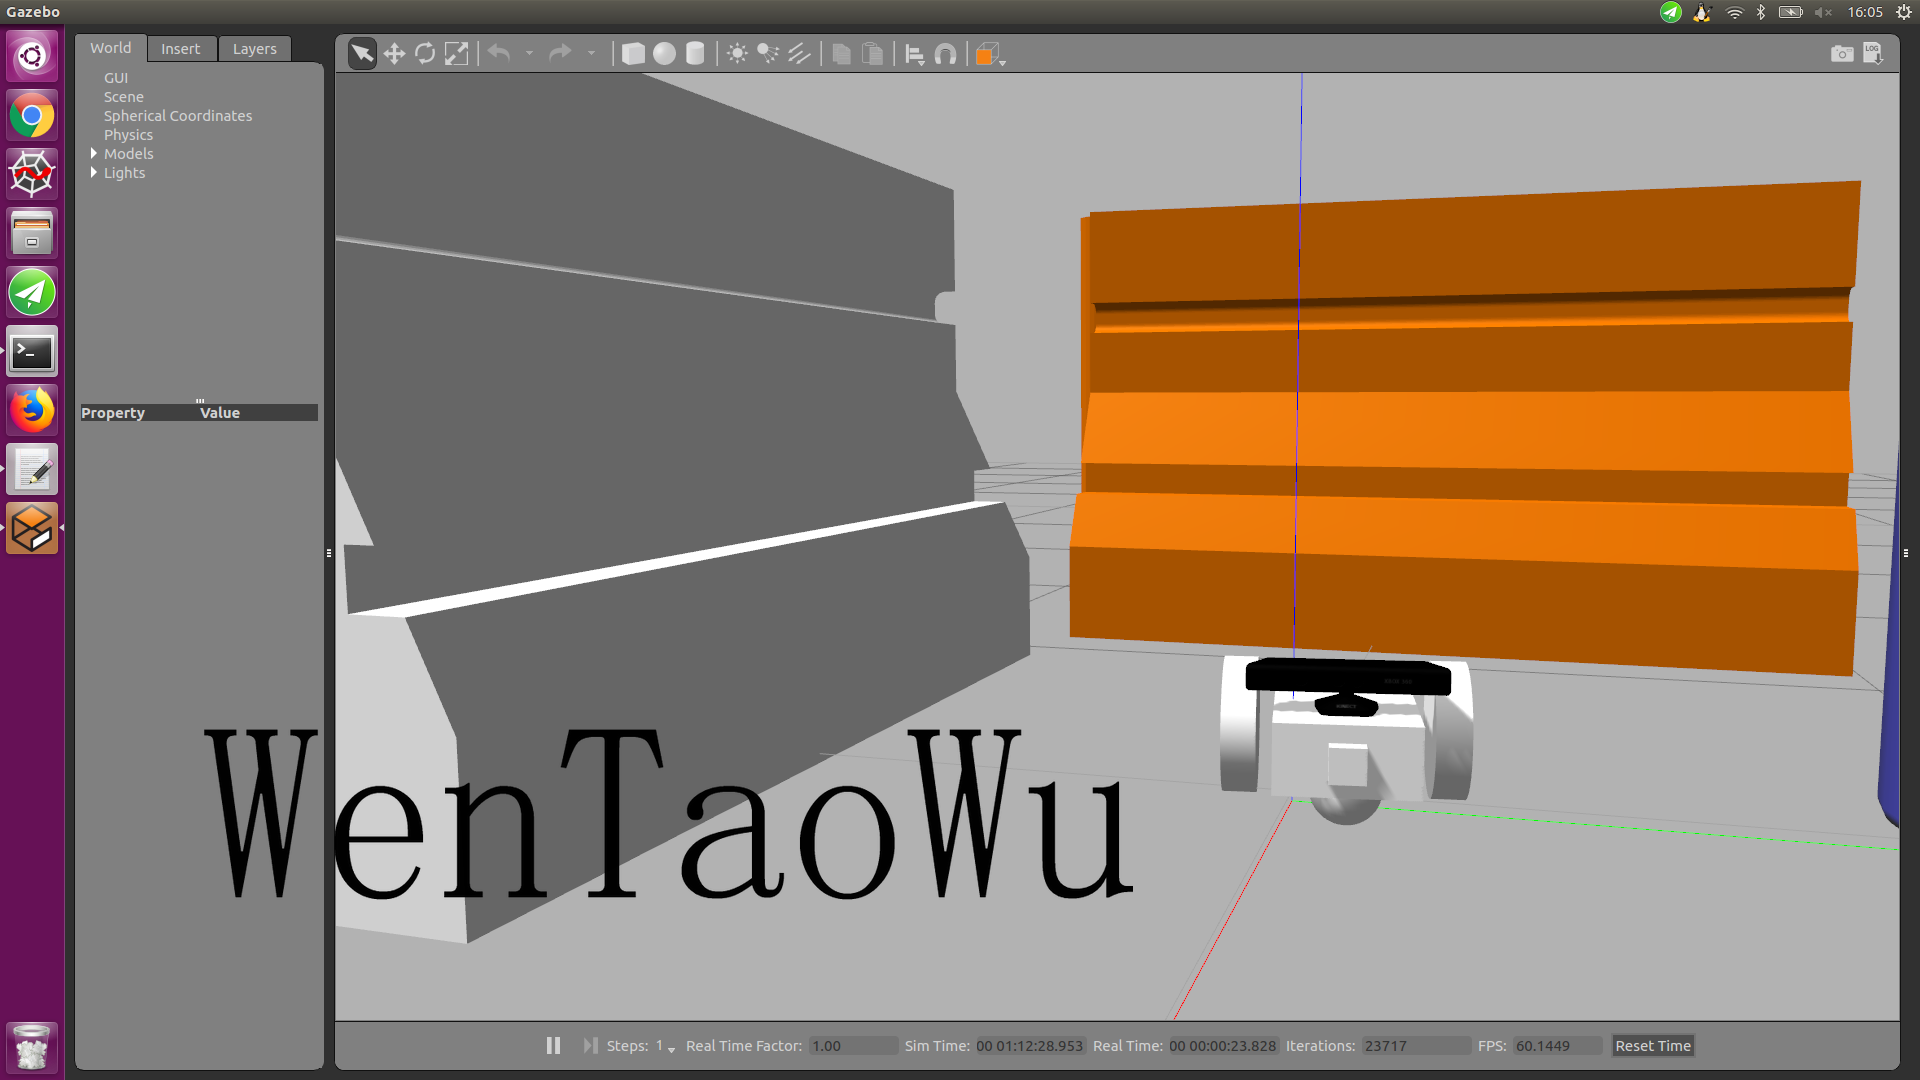 Gazebo
16:05
World
Insert
Layers
LOG
GUI
Scene
Spherical Coordinates
Physics
Models
Lights
Property Value
WenTaoWu
Steps: 1 Real Time Factor: 1.00 Sim Time: 00 01:12:28.953 Real Time: 00 00:00:23.828 Iterations: 23717 FPS: 60.1449 Reset Time